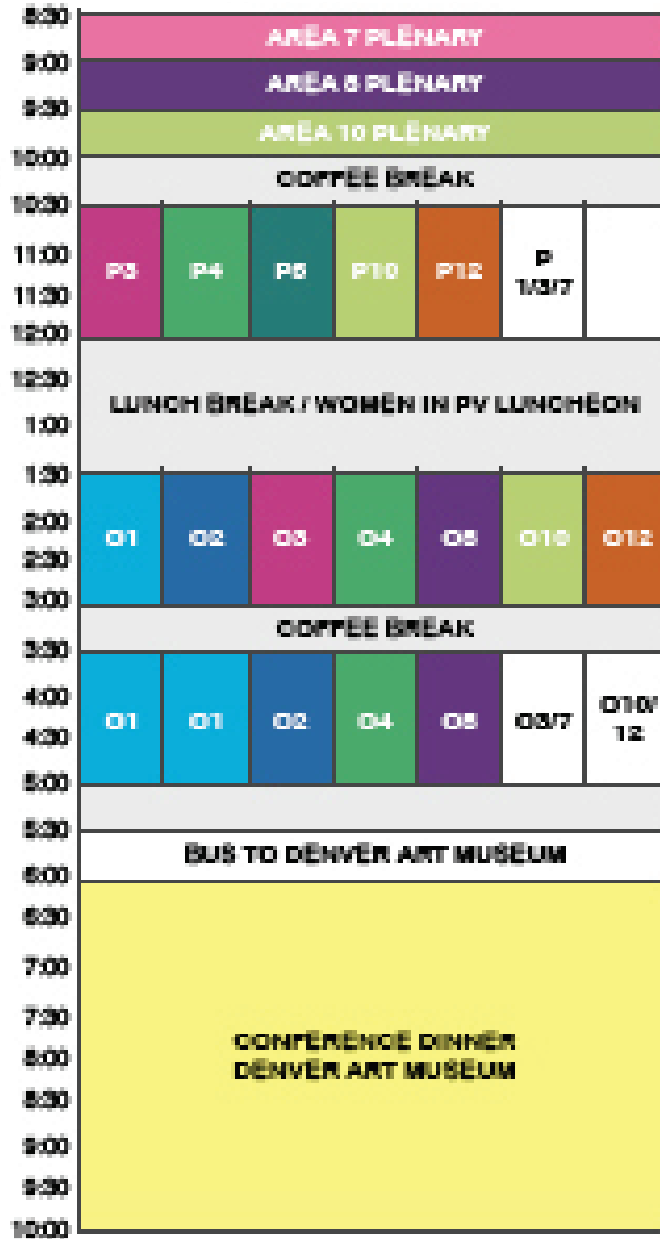 8:30
AREA 7 PLENARY
9:00
AREA PLENARY
9:30
AREA 10 PLENARY
10:00
COFFEE BREAK
10:30
11:00
P3 P4 P10 P12 P
1/3/7
11:30
12:00
12:30
LUNCH BREAK / WOMEN IN PV LUNCHEON
1:00
1:30
2:00
O1 O2 O3 O4 O10 O12
2:30
3:00
COFFEE BREAK
3:30
4:00
O1 O1 O2 O4 O3/7 O10/
12
4:30
5:00
5:30
BUS TO DENVER ART MUSEUM
6:00
6:30
7:00
7:30
CONFERENCE DINNER
8:00
DENVER ART MUSEUM
8:30
9:00
9:30
10:00